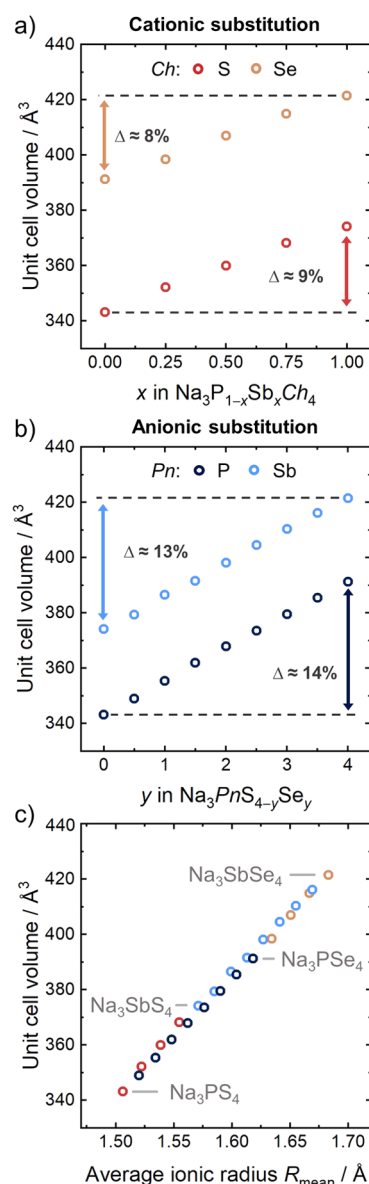 a) Cationic substitution
Ch: S Se
Unit cell volume / Å³
440
420
400
380
360
340
Δ ≈ 8%
Δ ≈ 9%
0.00 0.25 0.50 0.75 1.00
x in Na₃P₁₋ₓSbₓCh₄
b) Anionic substitution
Pn: P Sb
Unit cell volume / Å³
440
420
400
380
360
340
Δ ≈ 13%
Δ ≈ 14%
0 1 2 3 4
y in Na₃PnS₄₋ᵧSeᵧ
c)
Unit cell volume / Å³
440
420
400
380
360
340
Na₃SbSe₄
Na₃PSe₄
Na₃SbS₄
Na₃PS₄
1.50 1.55 1.60 1.65 1.70
Average ionic radius Rmean / Å